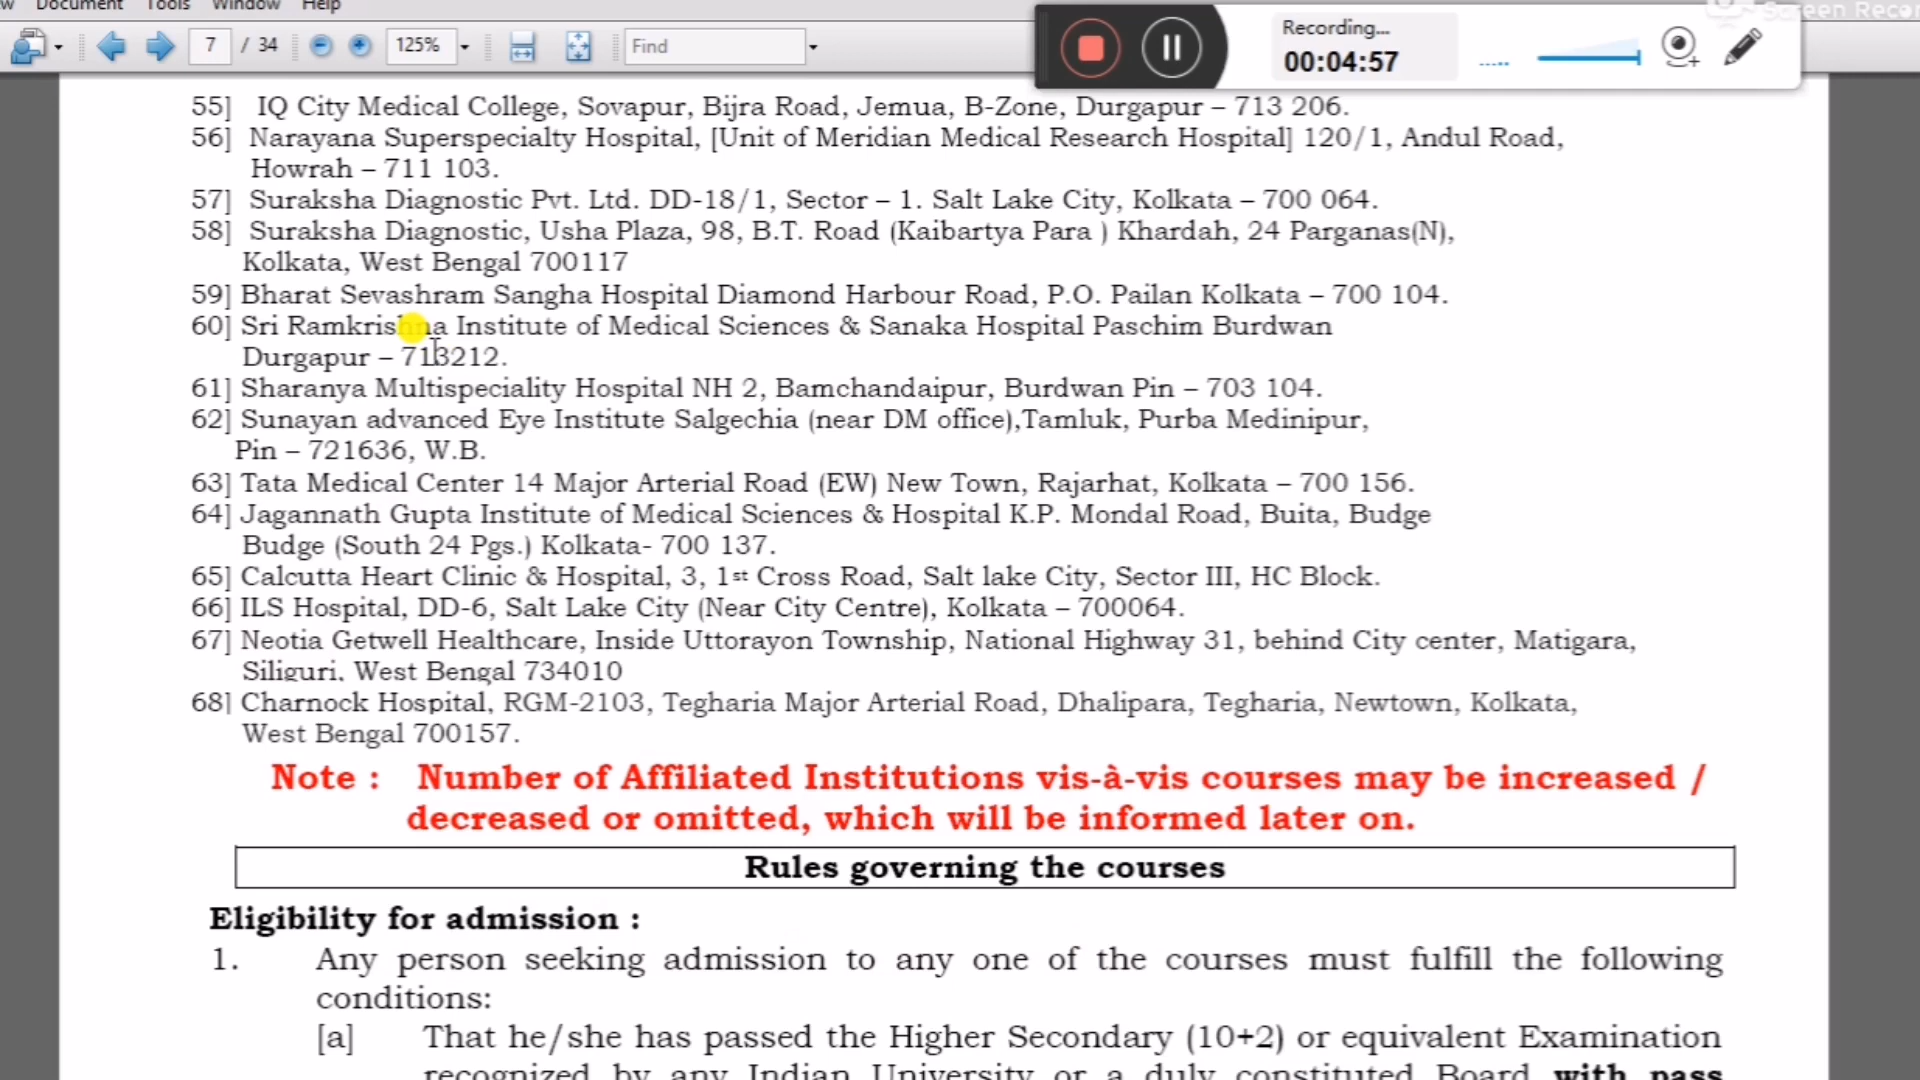 w Document Tools Window Help
7 / 34 125% Find
Recording...
00:04:57
Screen Recor
55] IQ City Medical College, Sovapur, Bijra Road, Jemua, B-Zone, Durgapur – 713 206.
56] Narayana Superspecialty Hospital, [Unit of Meridian Medical Research Hospital] 120/1, Andul Road,
Howrah – 711 103.
57] Suraksha Diagnostic Pvt. Ltd. DD-18/1, Sector – 1. Salt Lake City, Kolkata – 700 064.
58] Suraksha Diagnostic, Usha Plaza, 98, B.T. Road (Kaibartya Para ) Khardah, 24 Parganas(N),
Kolkata, West Bengal 700117
59] Bharat Sevashram Sangha Hospital Diamond Harbour Road, P.O. Pailan Kolkata – 700 104.
60] Sri Ramkrishna Institute of Medical Sciences & Sanaka Hospital Paschim Burdwan
Durgapur – 713212.
61] Sharanya Multispeciality Hospital NH 2, Bamchandaipur, Burdwan Pin – 703 104.
62] Sunayan advanced Eye Institute Salgechia (near DM office),Tamluk, Purba Medinipur,
Pin – 721636, W.B.
63] Tata Medical Center 14 Major Arterial Road (EW) New Town, Rajarhat, Kolkata – 700 156.
64] Jagannath Gupta Institute of Medical Sciences & Hospital K.P. Mondal Road, Buita, Budge
Budge (South 24 Pgs.) Kolkata- 700 137.
65] Calcutta Heart Clinic & Hospital, 3, 1st Cross Road, Salt lake City, Sector III, HC Block.
66] ILS Hospital, DD-6, Salt Lake City (Near City Centre), Kolkata – 700064.
67] Neotia Getwell Healthcare, Inside Uttorayon Township, National Highway 31, behind City center, Matigara,
Siliguri, West Bengal 734010
68] Charnock Hospital, RGM-2103, Tegharia Major Arterial Road, Dhalipara, Tegharia, Newtown, Kolkata,
West Bengal 700157.
Note : Number of Affiliated Institutions vis-à-vis courses may be increased /
decreased or omitted, which will be informed later on.
Rules governing the courses
Eligibility for admission :
1. Any person seeking admission to any one of the courses must fulfill the following
conditions:
[a] That he/she has passed the Higher Secondary (10+2) or equivalent Examination
recognized by any Indian University or a duly constituted Board with pass